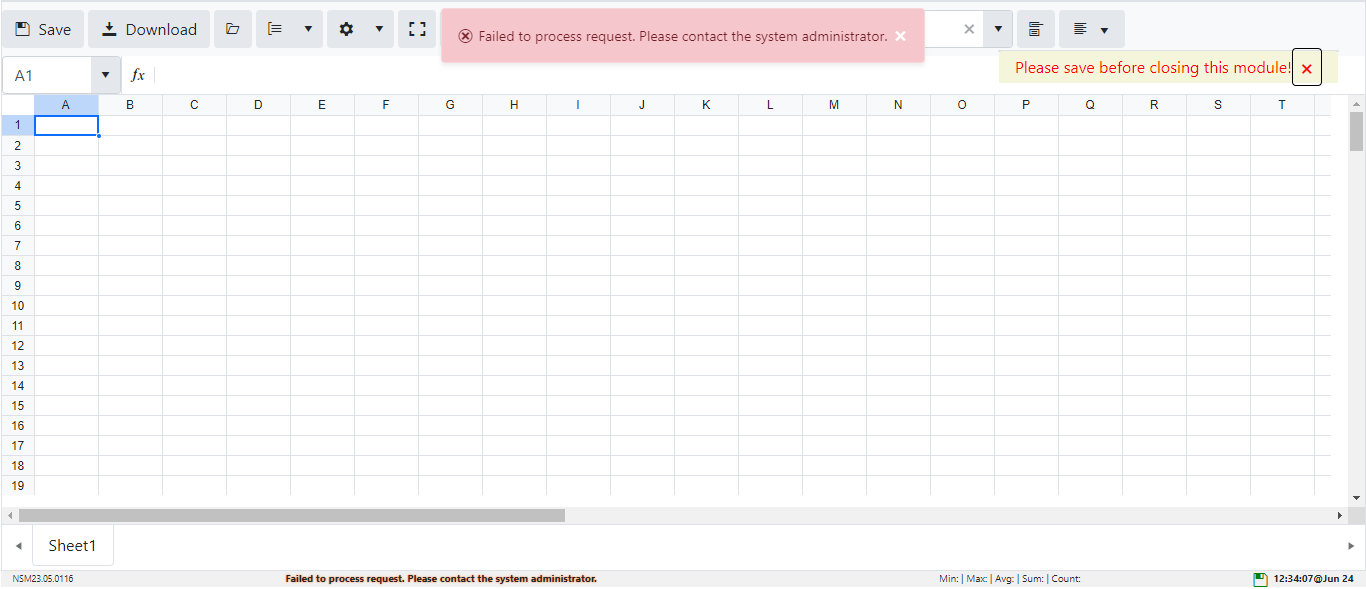 Save Download
Failed to process request. Please contact the system administrator.
A1 fx
Please save before closing this module!
A B C D E F G H I J K L M N O P Q R S T
1
2
3
4
5
6
7
8
9
10
11
12
13
14
15
16
17
18
19
Sheet1
NSM23.05.0116 Failed to process request. Please contact the system administrator. Min: | Max: | Avg: | Sum: | Count: 12:34:07@Jun 24